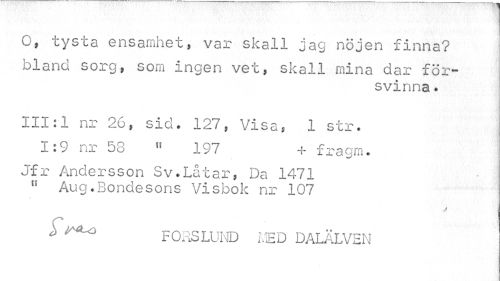 O, tysta ensamhet, var skall jag nöjen finna?
bland sorg, som ingen vet, skall mina dar för-
svinna.
III:1 nr 26, sid. 127, Visa, 1 str.
I:9 nr 58 " 197 + fragm.
Jfr Andersson Sv.Låtar, Da 1471
" Aug.Bondesons Visbok nr 107
Svas
FORSLUND MED DALÄLVEN